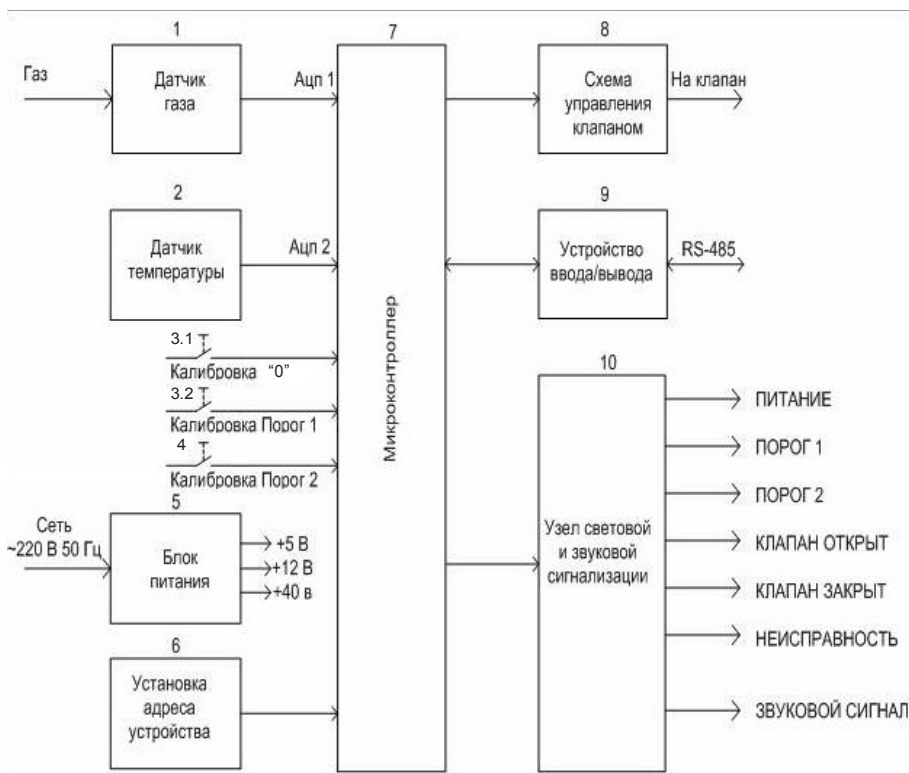 1
Газ
Датчик
газа
Ацп 1
2
Датчик
температуры
Ацп 2
3.1
Калибровка “0”
3.2
Калибровка Порог 1
4
Калибровка Порог 2
5
Сеть
~220 В 50 Гц
Блок
питания
+5 В
+12 В
+40 в
6
Установка
адреса
устройства
7
Микроконтроллер
8
Схема
управления
клапаном
На клапан
9
Устройство
ввода/вывода
RS-485
10
Узел световой
и звуковой
сигнализации
ПИТАНИЕ
ПОРОГ 1
ПОРОГ 2
КЛАПАН ОТКРЫТ
КЛАПАН ЗАКРЫТ
НЕИСПРАВНОСТЬ
ЗВУКОВОЙ СИГНАЛ